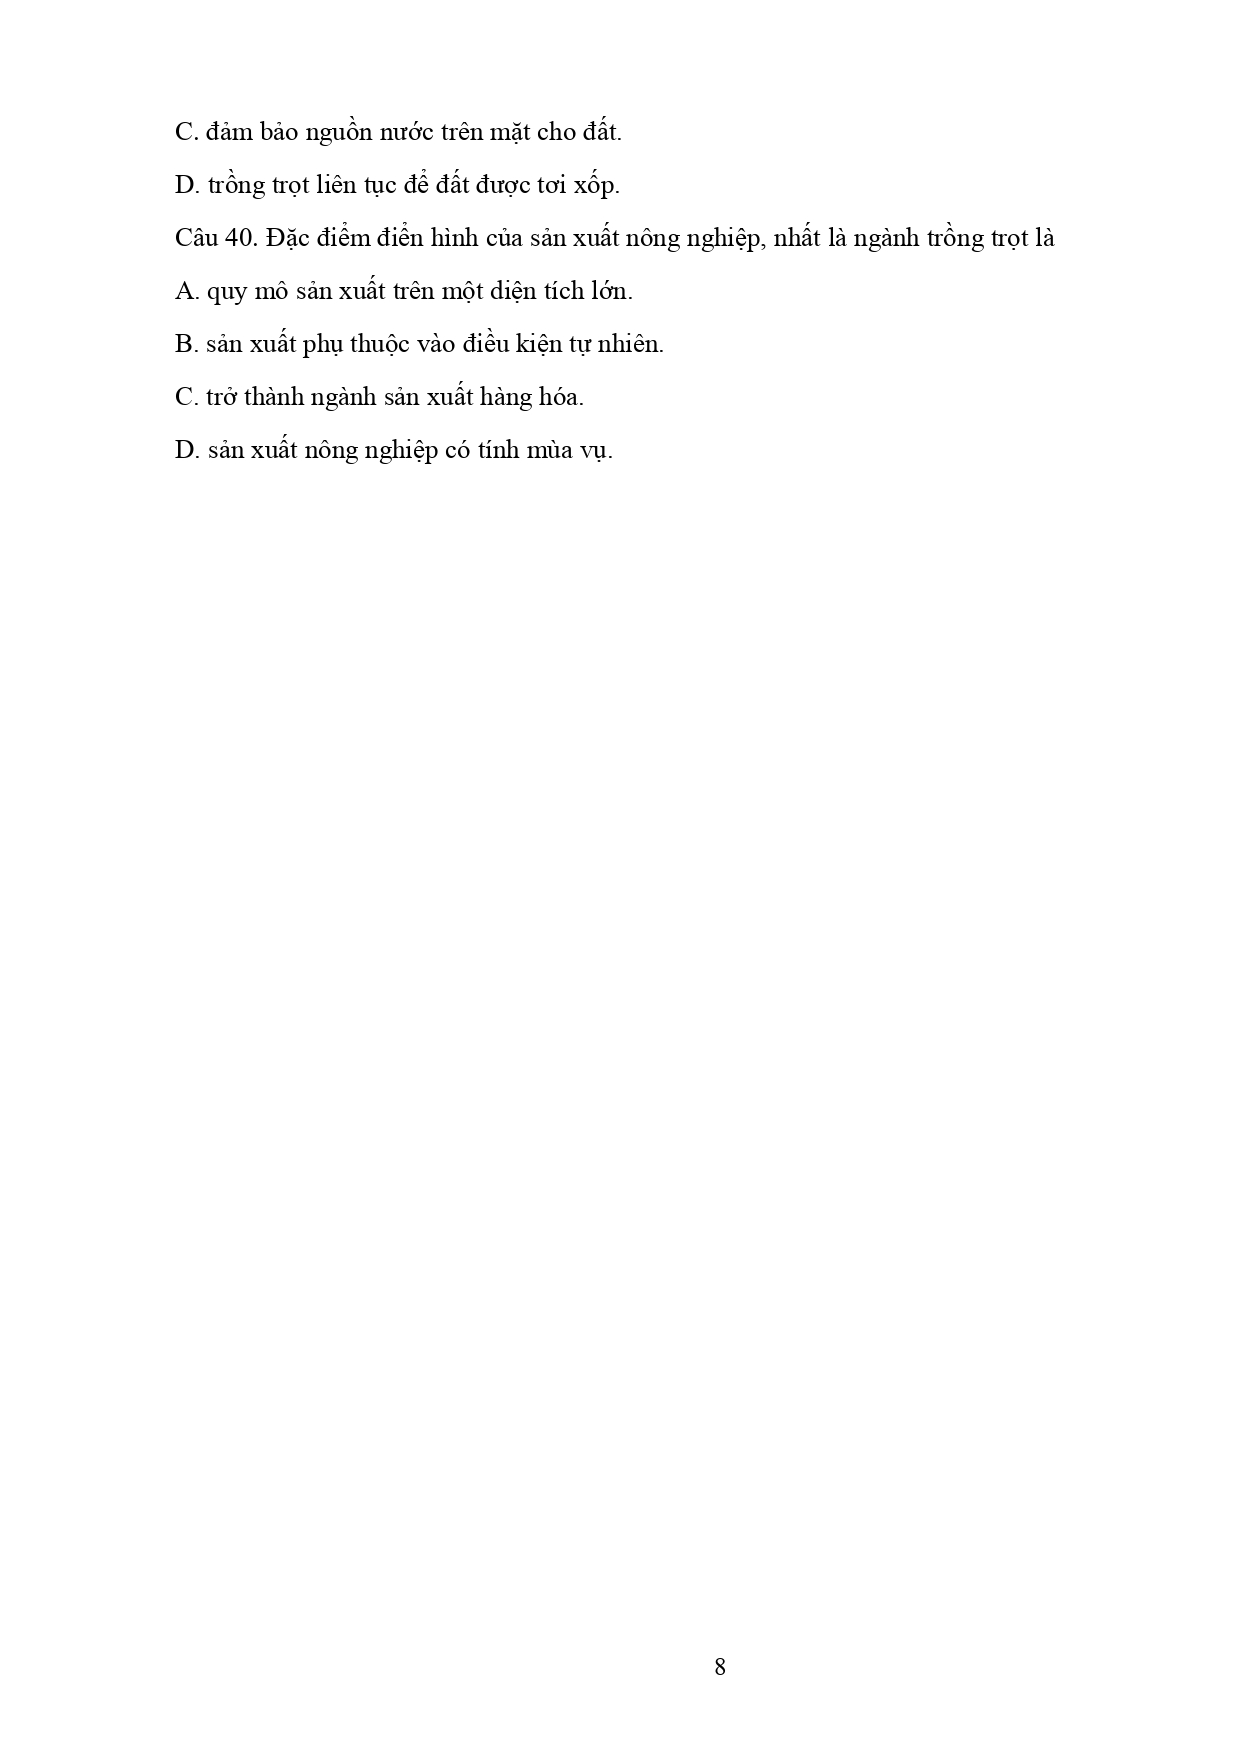 C. đảm bảo nguồn nước trên mặt cho đất.
D. trồng trọt liên tục để đất được tơi xốp.
Câu 40. Đặc điểm điển hình của sản xuất nông nghiệp, nhất là ngành trồng trọt là
A. quy mô sản xuất trên một diện tích lớn.
B. sản xuất phụ thuộc vào điều kiện tự nhiên.
C. trở thành ngành sản xuất hàng hóa.
D. sản xuất nông nghiệp có tính mùa vụ.
8